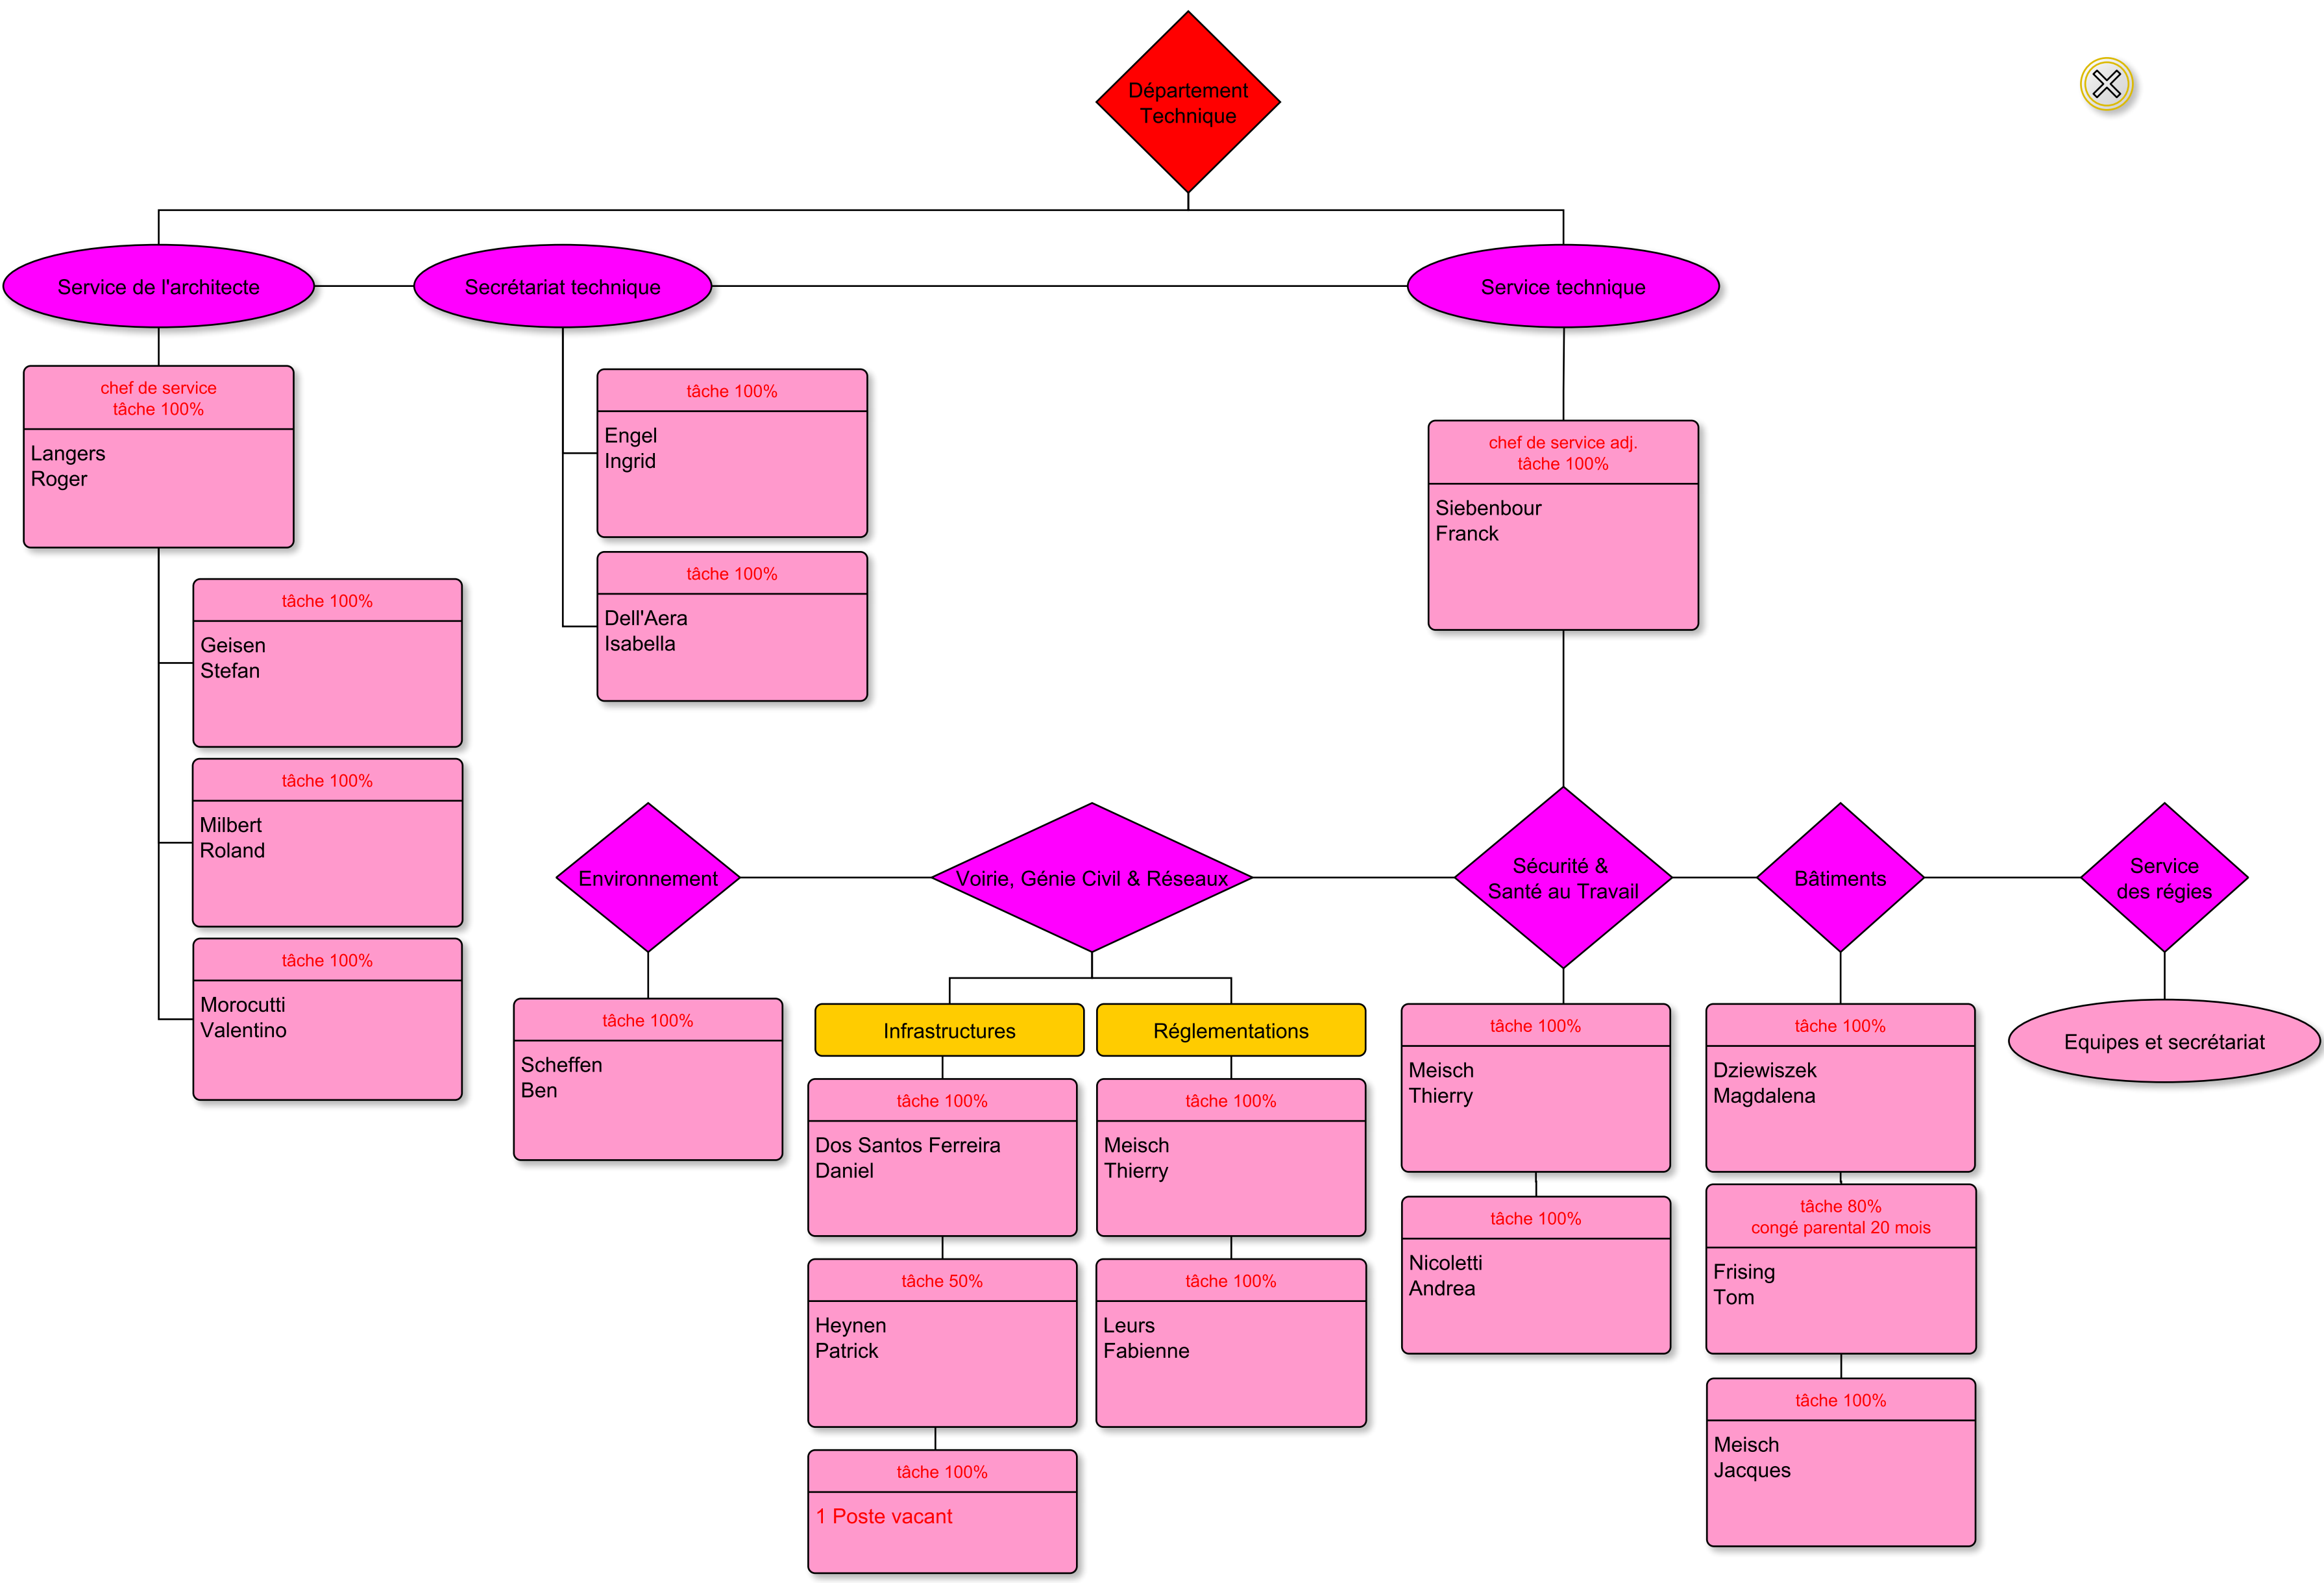 Département
Technique
Service de l'architecte
Secrétariat technique
Service technique
chef de service
tâche 100%
Langers
Roger
tâche 100%
Geisen
Stefan
tâche 100%
Milbert
Roland
tâche 100%
Morocutti
Valentino
tâche 100%
Engel
Ingrid
tâche 100%
Dell'Aera
Isabella
chef de service adj.
tâche 100%
Siebenbour
Franck
Environnement
Voirie, Génie Civil & Réseaux
Sécurité &
Santé au Travail
Bâtiments
Service
des régies
tâche 100%
Scheffen
Ben
Infrastructures
tâche 100%
Dos Santos Ferreira
Daniel
tâche 50%
Heynen
Patrick
tâche 100%
1 Poste vacant
Réglementations
tâche 100%
Meisch
Thierry
tâche 100%
Leurs
Fabienne
tâche 100%
Meisch
Thierry
tâche 100%
Nicoletti
Andrea
tâche 100%
Dziewiszek
Magdalena
tâche 80%
congé parental 20 mois
Frising
Tom
tâche 100%
Meisch
Jacques
Equipes et secrétariat